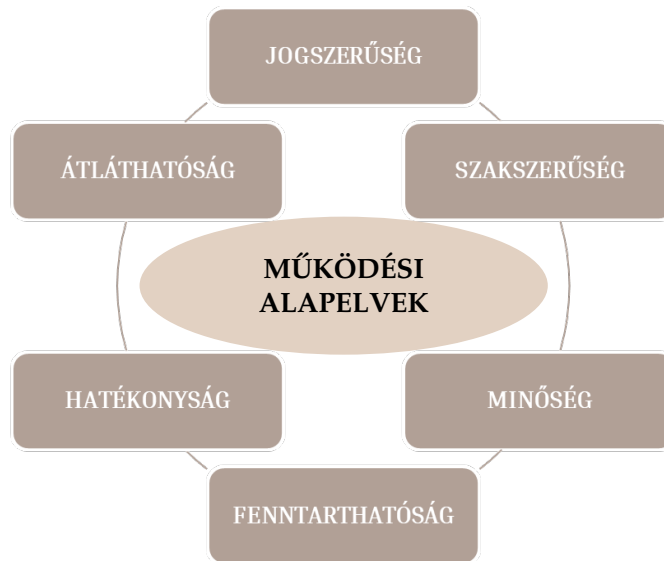 JOGSZERŰSÉG
ÁTLÁTHATÓSÁG
SZAKSZERŰSÉG
MŰKÖDÉSI
ALAPELVEK
HATÉKONYSÁG
MINŐSÉG
FENNTARTHATÓSÁG